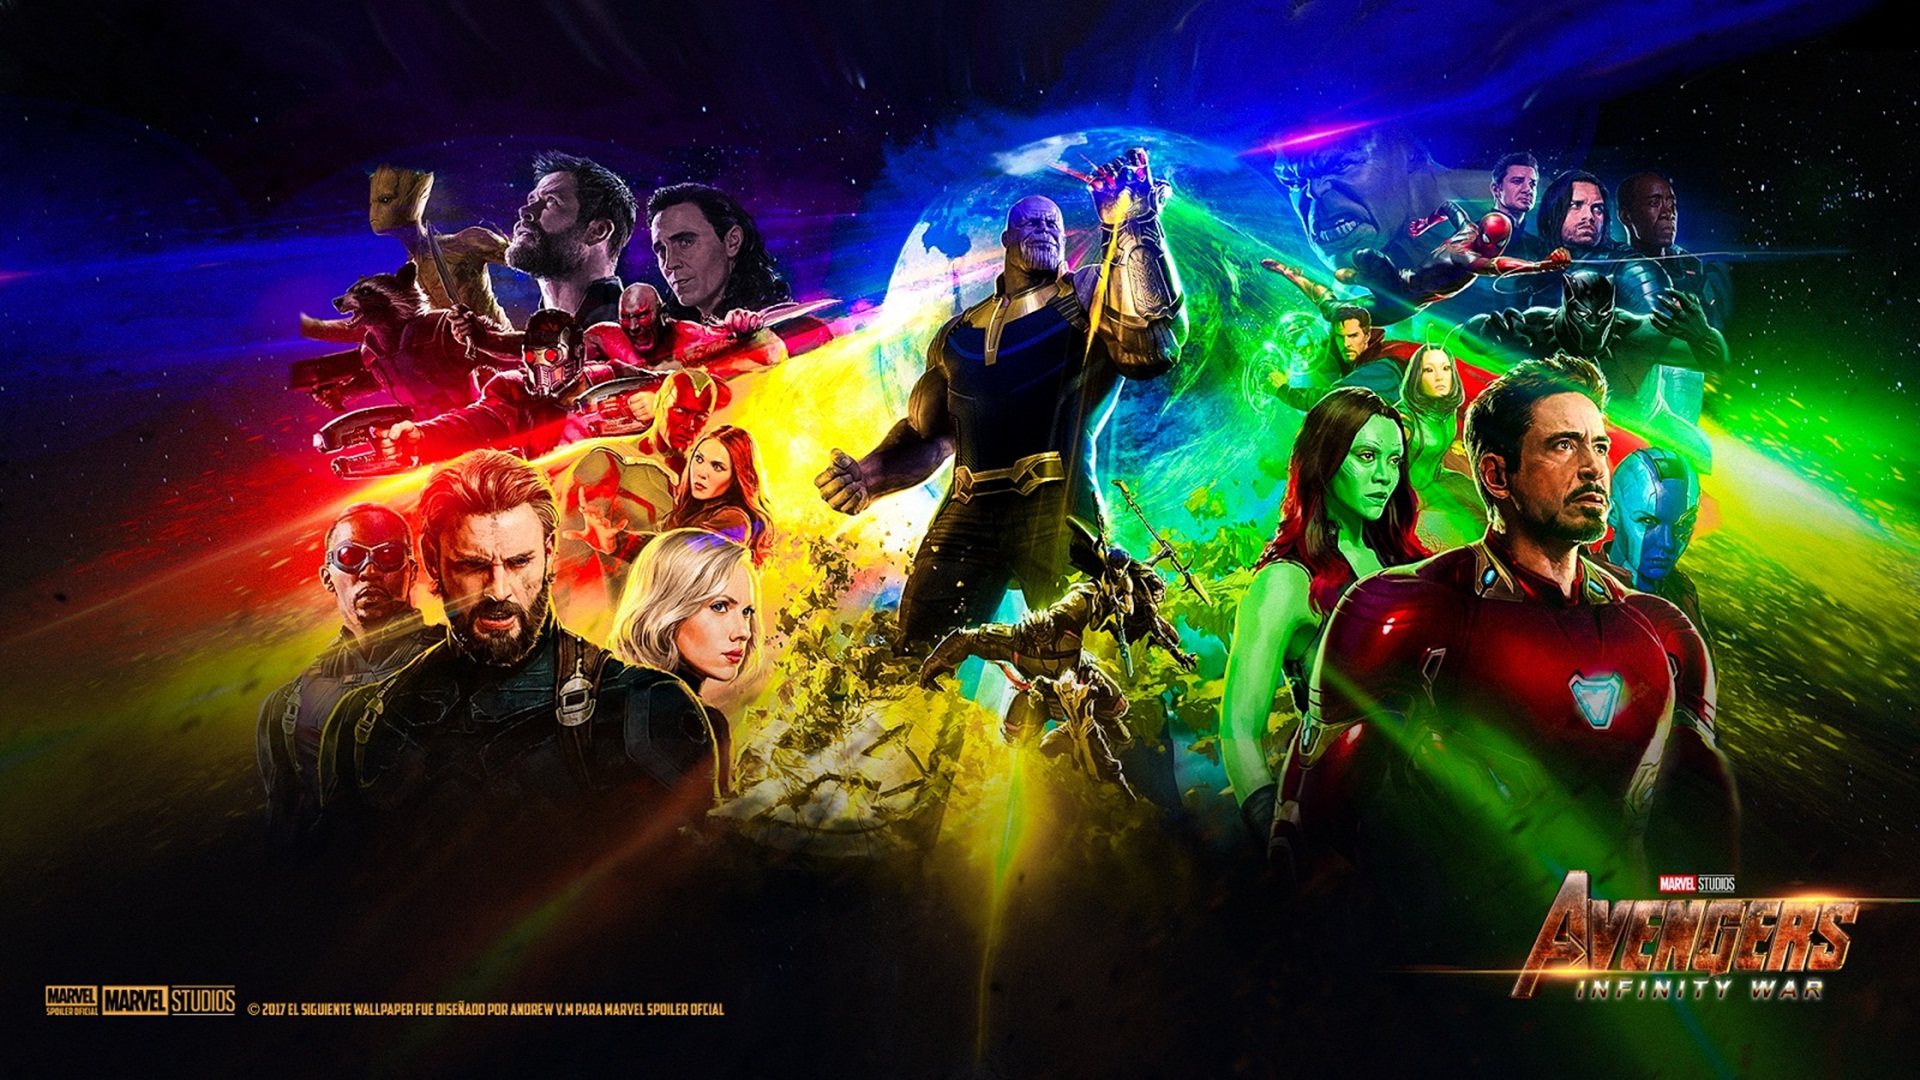 MARVEL STUDIOS
AVENGERS
INFINITY WAR
MARVEL MARVEL STUDIOS
SPOILER OFICIAL
© 2017 EL SIGUIENTE WALLPAPER FUE DISEÑADO POR ANDREW V.M PARA MARVEL SPOILER OFCIAL